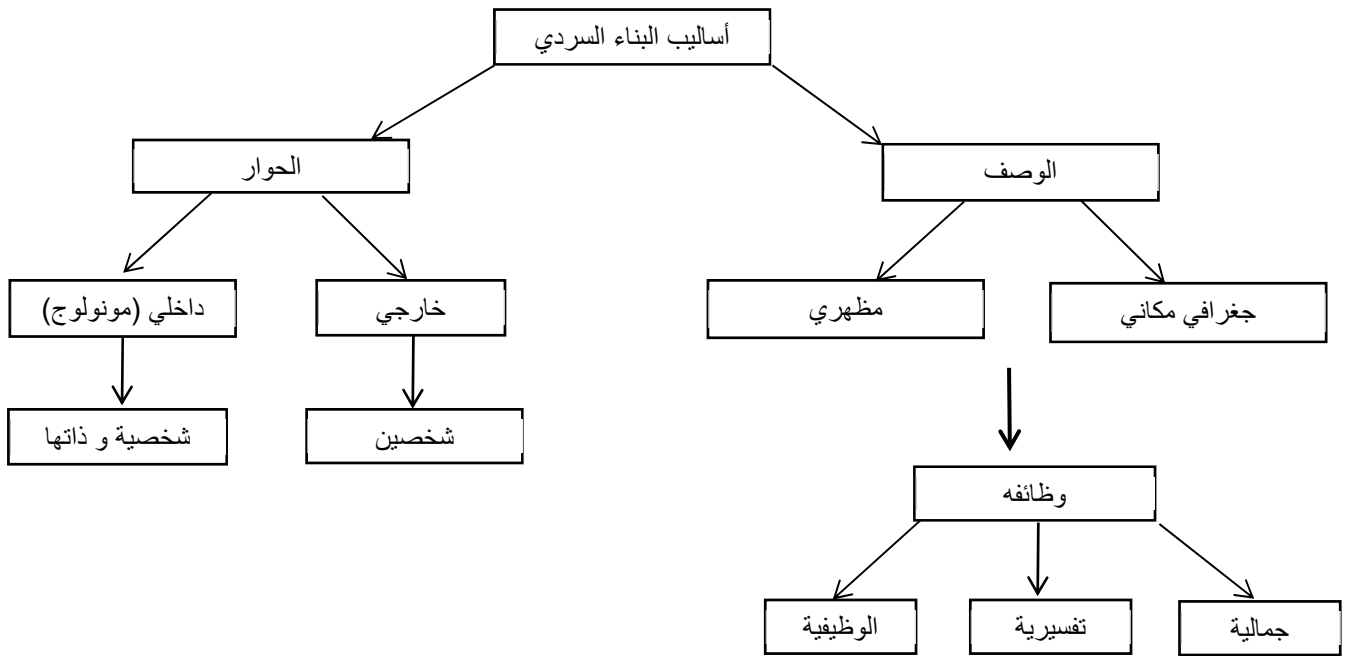 أساليب البناء السردي
الوصف
الحوار
جغرافي مكاني
مظهري
خارجي
داخلي (مونولوج)
شخصين
شخصية و ذاتها
وظائفه
جمالية
تفسيرية
الوظيفية